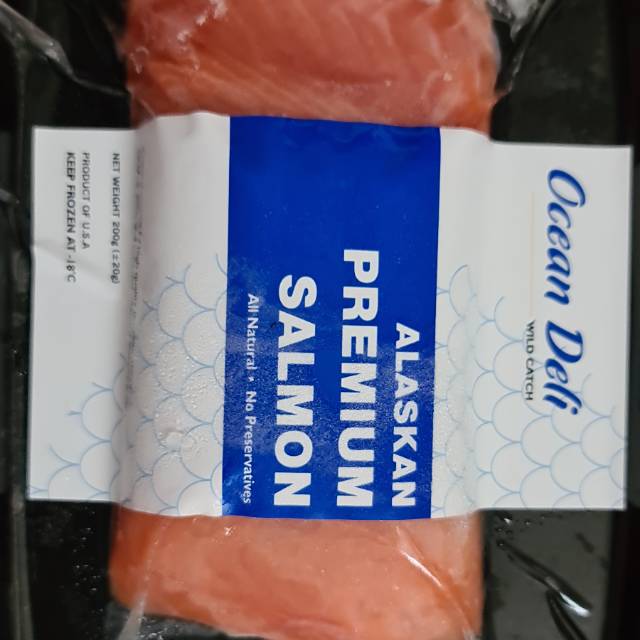 Ocean Deli
WILD CATCH
ALASKAN
PREMIUM
SALMON
All Natural • No Preservatives
NET WEIGHT 200g (±20g)
PRODUCT OF U.S.A
KEEP FROZEN AT -18°C